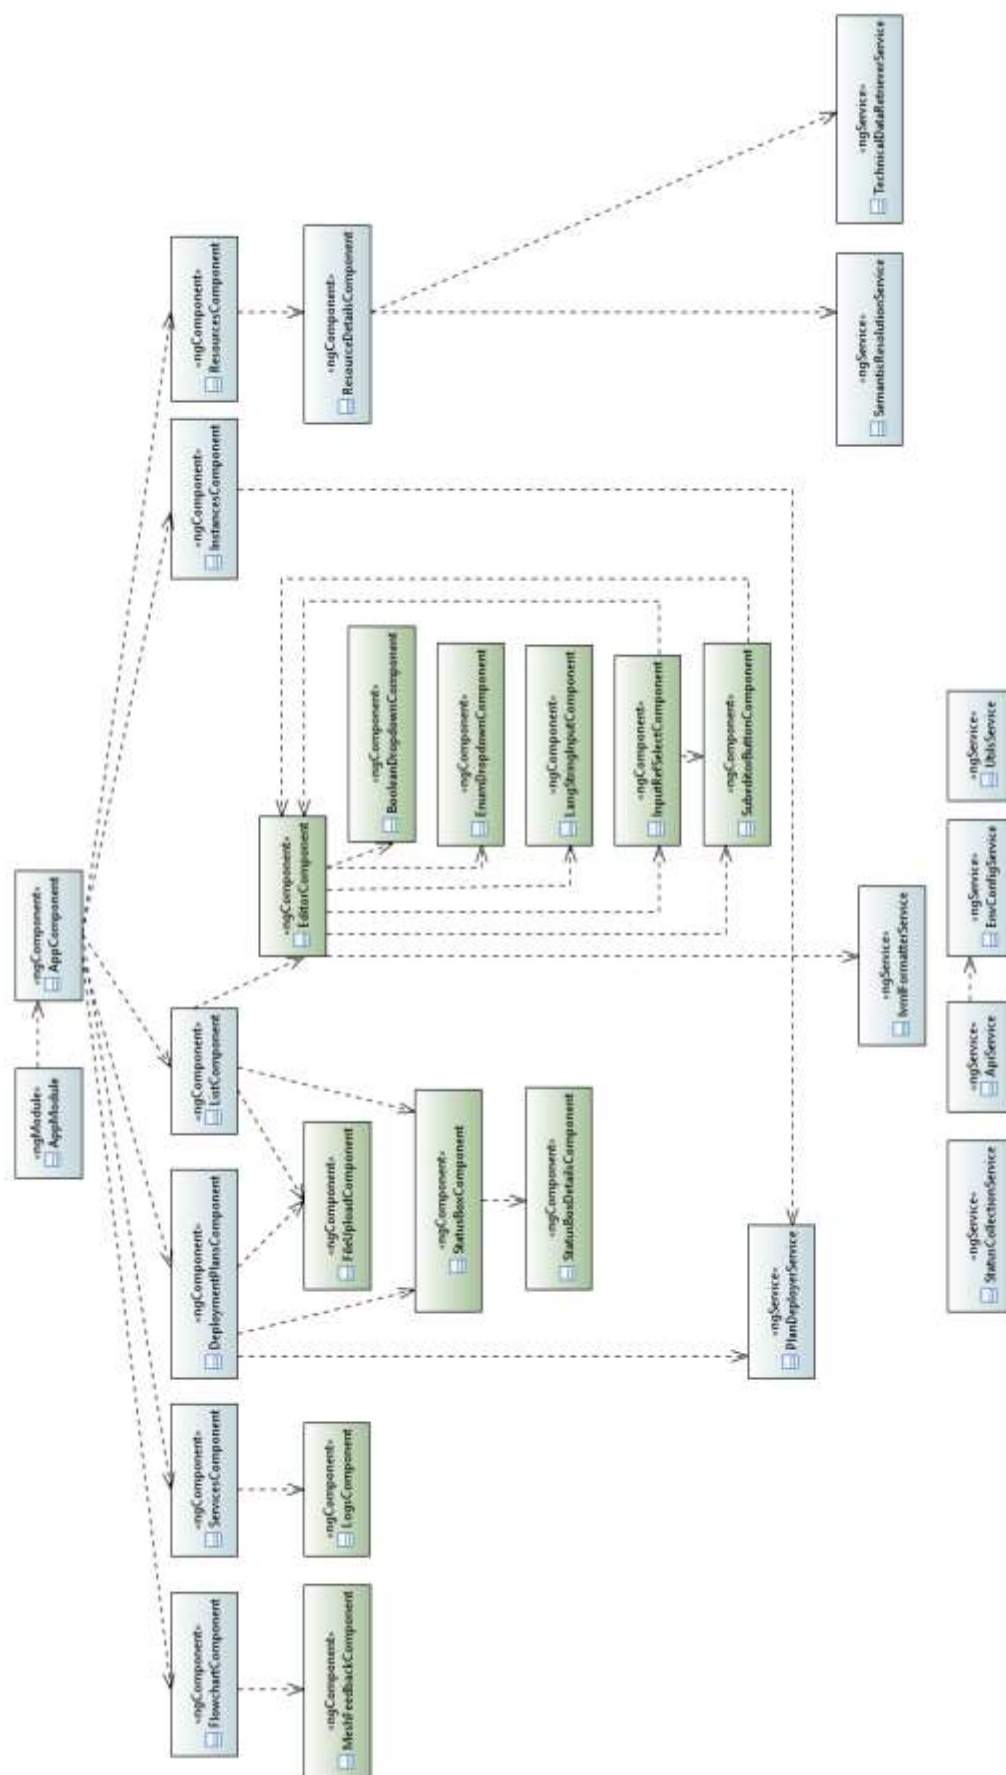 «ngModule»
AppModule
«ngComponent»
AppComponent
«ngComponent»
FlowchartComponent
«ngComponent»
ServicesComponent
«ngComponent»
DeploymentPlansComponent
«ngComponent»
ListComponent
«ngComponent»
InstancesComponent
«ngComponent»
ResourcesComponent
«ngComponent»
MeshFeedbackComponent
«ngComponent»
LogsComponent
«ngComponent»
FileUploadComponent
«ngComponent»
EditorComponent
«ngComponent»
ResourceDetailsComponent
«ngComponent»
BooleanDropdownComponent
«ngComponent»
StatusBoxComponent
«ngComponent»
EnumDropdownComponent
«ngComponent»
StatusBoxDetailsComponent
«ngComponent»
LangStringInputComponent
«ngComponent»
InputRefSelectComponent
«ngComponent»
SubeditorButtonComponent
«ngService»
PlanDeployerService
«ngService»
IvmlFormatterService
«ngService»
SemanticResolutionService
«ngService»
TechnicalDataRetrieverService
«ngService»
StatusCollectionService
«ngService»
ApiService
«ngService»
EnvConfigService
«ngService»
UtilsService